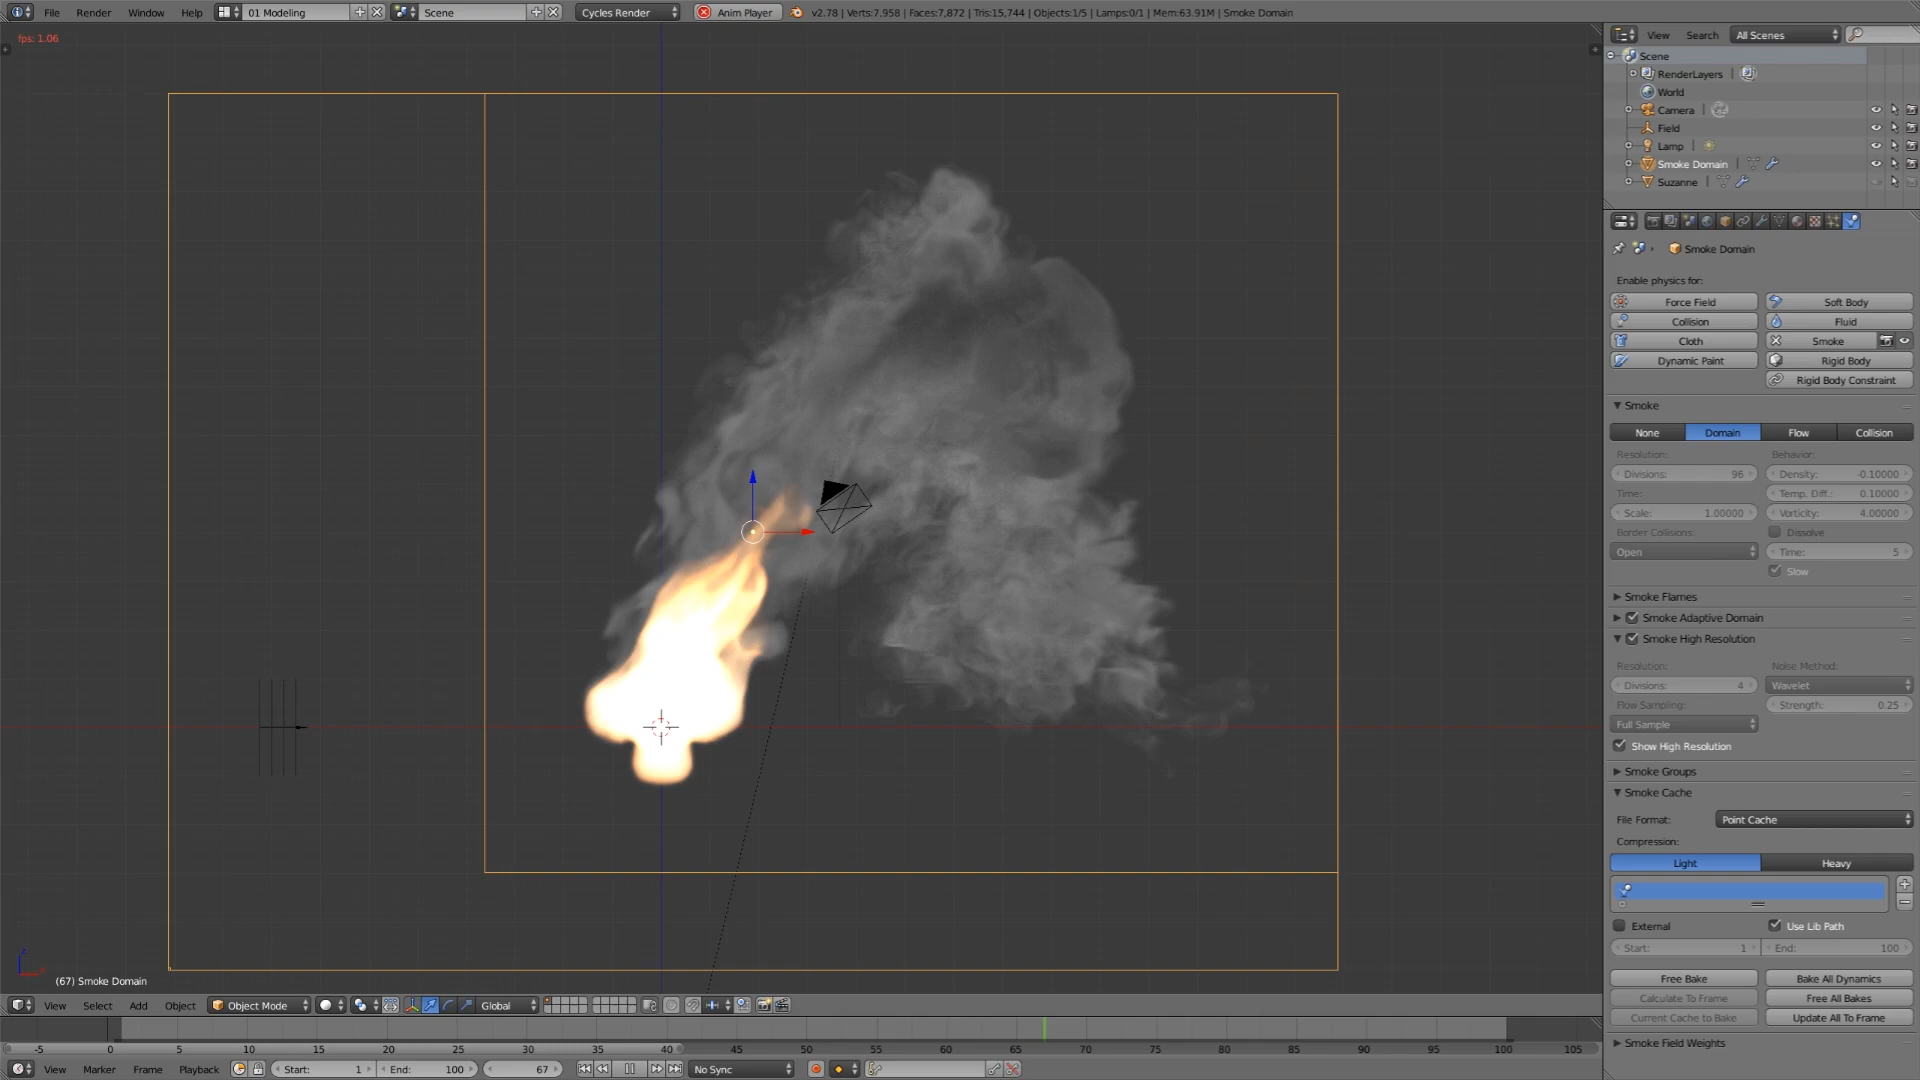 File Render Window Help 01 Modeling Scene Cycles Render Anim Player v2.78 | Verts:7,958 | Faces:7,872 | Tris:15,744 | Objects:1/5 | Lamps:0/1 | Mem:63.91M | Smoke Domain
fps: 1.06
View Search All Scenes
Scene
RenderLayers
World
Camera
Field
Lamp
Smoke Domain
Suzanne
Smoke Domain
Enable physics for:
Force Field Soft Body
Collision Fluid
Cloth Smoke
Dynamic Paint Rigid Body
Rigid Body Constraint
Smoke
None Domain Flow Collision
Resolution: Behavior:
Divisions: 96 Density: -0.10000
Time: Temp. Diff.: 0.10000
Scale: 1.00000 Vorticity: 4.00000
Border Collisions: Dissolve
Open Time: 5
Slow
Smoke Flames
Smoke Adaptive Domain
Smoke High Resolution
Resolution: Noise Method:
Divisions: 4 Wavelet
Flow Sampling: Strength: 0.25
Full Sample
Show High Resolution
Smoke Groups
Smoke Cache
File Format: Point Cache
Compression:
Light Heavy
External Use Lib Path
Start: 1 End: 100
Free Bake Bake All Dynamics
Calculate To Frame Free All Bakes
Current Cache to Bake Update All To Frame
Smoke Field Weights
(67) Smoke Domain
View Select Add Object Object Mode Global
-5 0 5 10 15 20 25 30 35 40 45 50 55 60 65 70 75 80 85 90 95 100 105
View Marker Frame Playback Start: 1 End: 100 67 No Sync